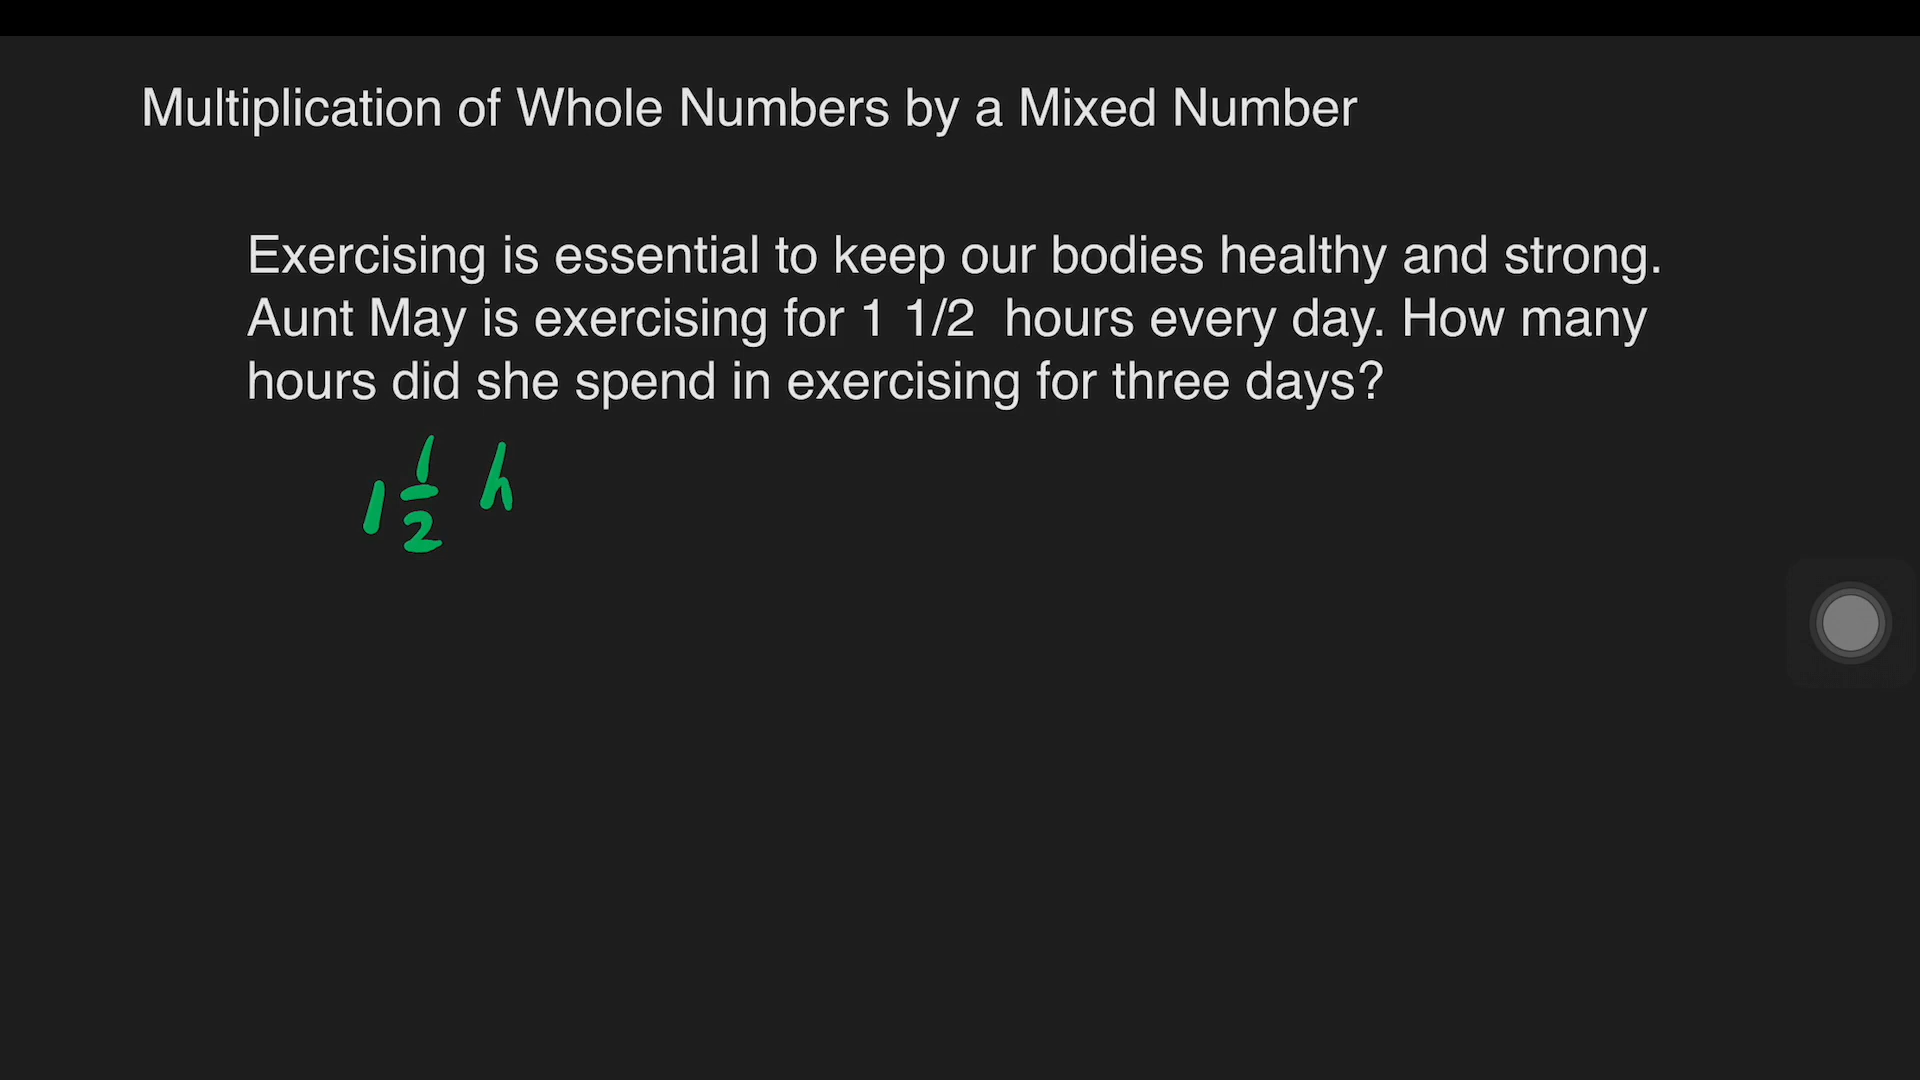 Multiplication of Whole Numbers by a Mixed Number
Exercising is essential to keep our bodies healthy and strong.
Aunt May is exercising for 1 1/2 hours every day. How many
hours did she spend in exercising for three days?
1 1/2 h